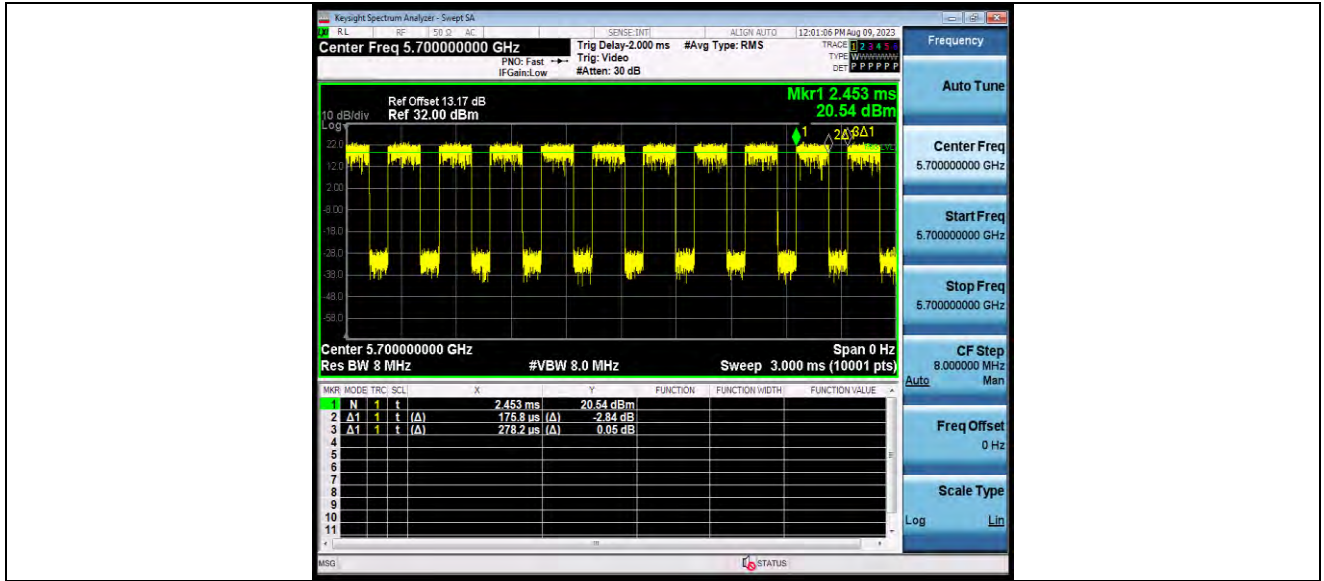 Keysight Spectrum Analyzer - Swept SA
RL RF 50 Ω AC SENSE:INT ALIGN AUTO 12:01:06 PM Aug 09, 2023
Center Freq 5.700000000 GHz
PNO: Fast
IFGain:Low
Trig Delay-2.000 ms
Trig: Video
#Atten: 30 dB
#Avg Type: RMS
TRACE 1 2 3 4 5 6
TYPE WWWWWW
DET P P P P P P
Mkr1 2.453 ms
20.54 dBm
Ref Offset 13.17 dB
10 dB/div Ref 32.00 dBm
Log
22.0
12.0
2.00
-8.00
-18.0
-28.0
-38.0
-48.0
-58.0
1
3Δ1
Center 5.700000000 GHz Span 0 Hz
Res BW 8 MHz #VBW 8.0 MHz Sweep 3.000 ms (10001 pts)
MKR MODE TRC SCL X Y FUNCTION FUNCTION WIDTH FUNCTION VALUE
1 N 1 t 2.453 ms 20.54 dBm
2 Δ1 1 t (Δ) 175.8 µs (Δ) -2.84 dB
3 Δ1 1 t (Δ) 278.2 µs (Δ) 0.05 dB
4
5
6
7
8
9
10
11
MSG STATUS
Frequency
Auto Tune
Center Freq
5.700000000 GHz
Start Freq
5.700000000 GHz
Stop Freq
5.700000000 GHz
CF Step
8.000000 MHz
Auto Man
Freq Offset
0 Hz
Scale Type
Log Lin